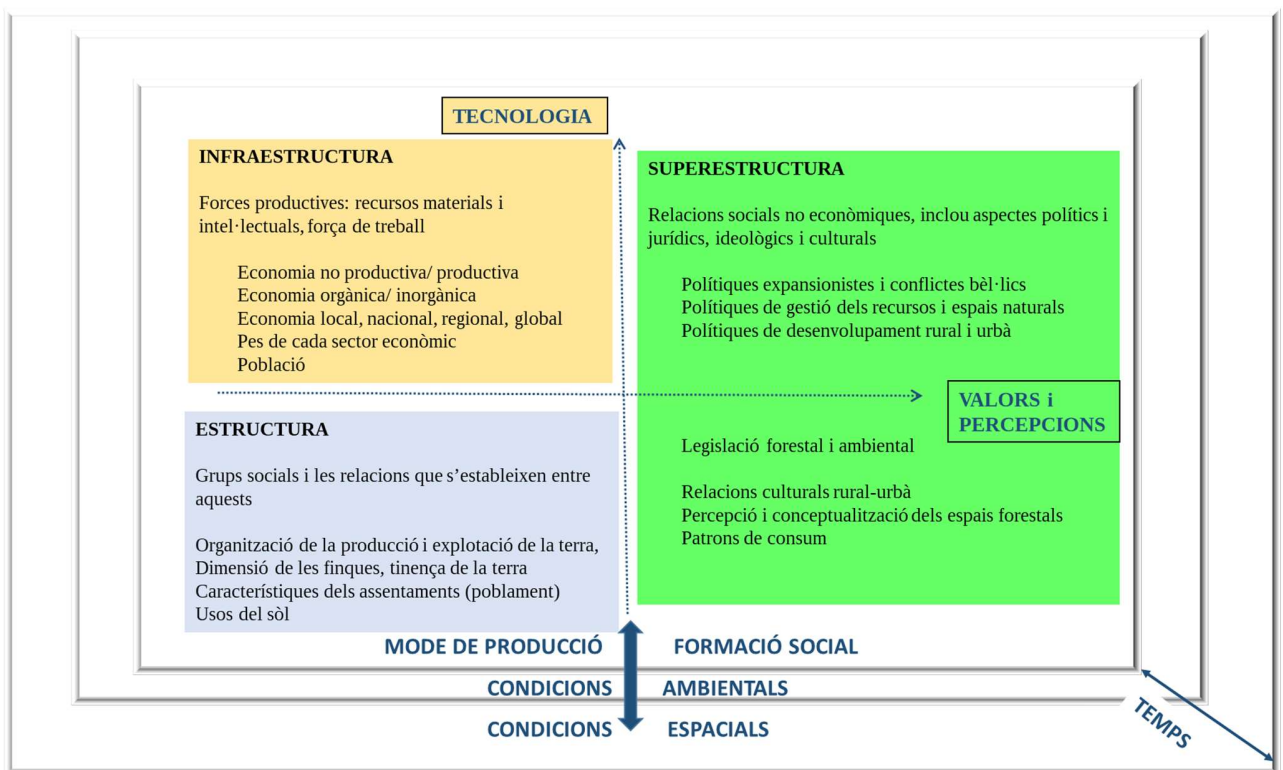 TECNOLOGIA
INFRAESTRUCTURA
Forces productives: recursos materials i
intel·lectuals, força de treball
Economia no productiva/ productiva
Economia orgànica/ inorgànica
Economia local, nacional, regional, global
Pes de cada sector econòmic
Població
ESTRUCTURA
Grups socials i les relacions que s'estableixen entre
aquests
Organització de la producció i explotació de la terra,
Dimensió de les finques, tinença de la terra
Característiques dels assentaments (poblament)
Usos del sòl
SUPERESTRUCTURA
Relacions socials no econòmiques, inclou aspectes polítics i
jurídics, ideològics i culturals
Polítiques expansionistes i conflictes bèl·lics
Polítiques de gestió dels recursos i espais naturals
Polítiques de desenvolupament rural i urbà
VALORS i
PERCEPCIONS
Legislació forestal i ambiental
Relacions culturals rural-urbà
Percepció i conceptualització dels espais forestals
Patrons de consum
MODE DE PRODUCCIÓ FORMACIÓ SOCIAL
CONDICIONS AMBIENTALS
CONDICIONS ESPACIALS
TEMPS